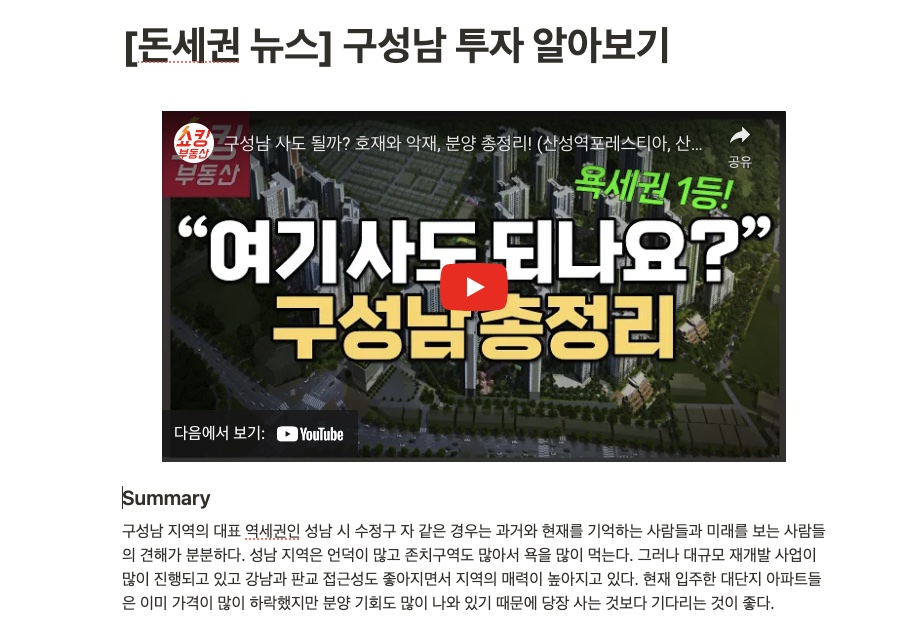 [돈세권 뉴스] 구성남 투자 알아보기
쇼킹
부동산
구성남 사도 될까? 호재와 악재, 분양 총정리! (산성역포레스티아, 산...
공유
부동산
욕세권 1등!
“여기사도 되나요?”
구성남 총정리
다음에서 보기: YouTube
Summary
구성남 지역의 대표 역세권인 성남 시 수정구 자 같은 경우는 과거와 현재를 기억하는 사람들과 미래를 보는 사람들
의 견해가 분분하다. 성남 지역은 언덕이 많고 존치구역도 많아서 욕을 많이 먹는다. 그러나 대규모 재개발 사업이
많이 진행되고 있고 강남과 판교 접근성도 좋아지면서 지역의 매력이 높아지고 있다. 현재 입주한 대단지 아파트들
은 이미 가격이 많이 하락했지만 분양 기회도 많이 나와 있기 때문에 당장 사는 것보다 기다리는 것이 좋다.